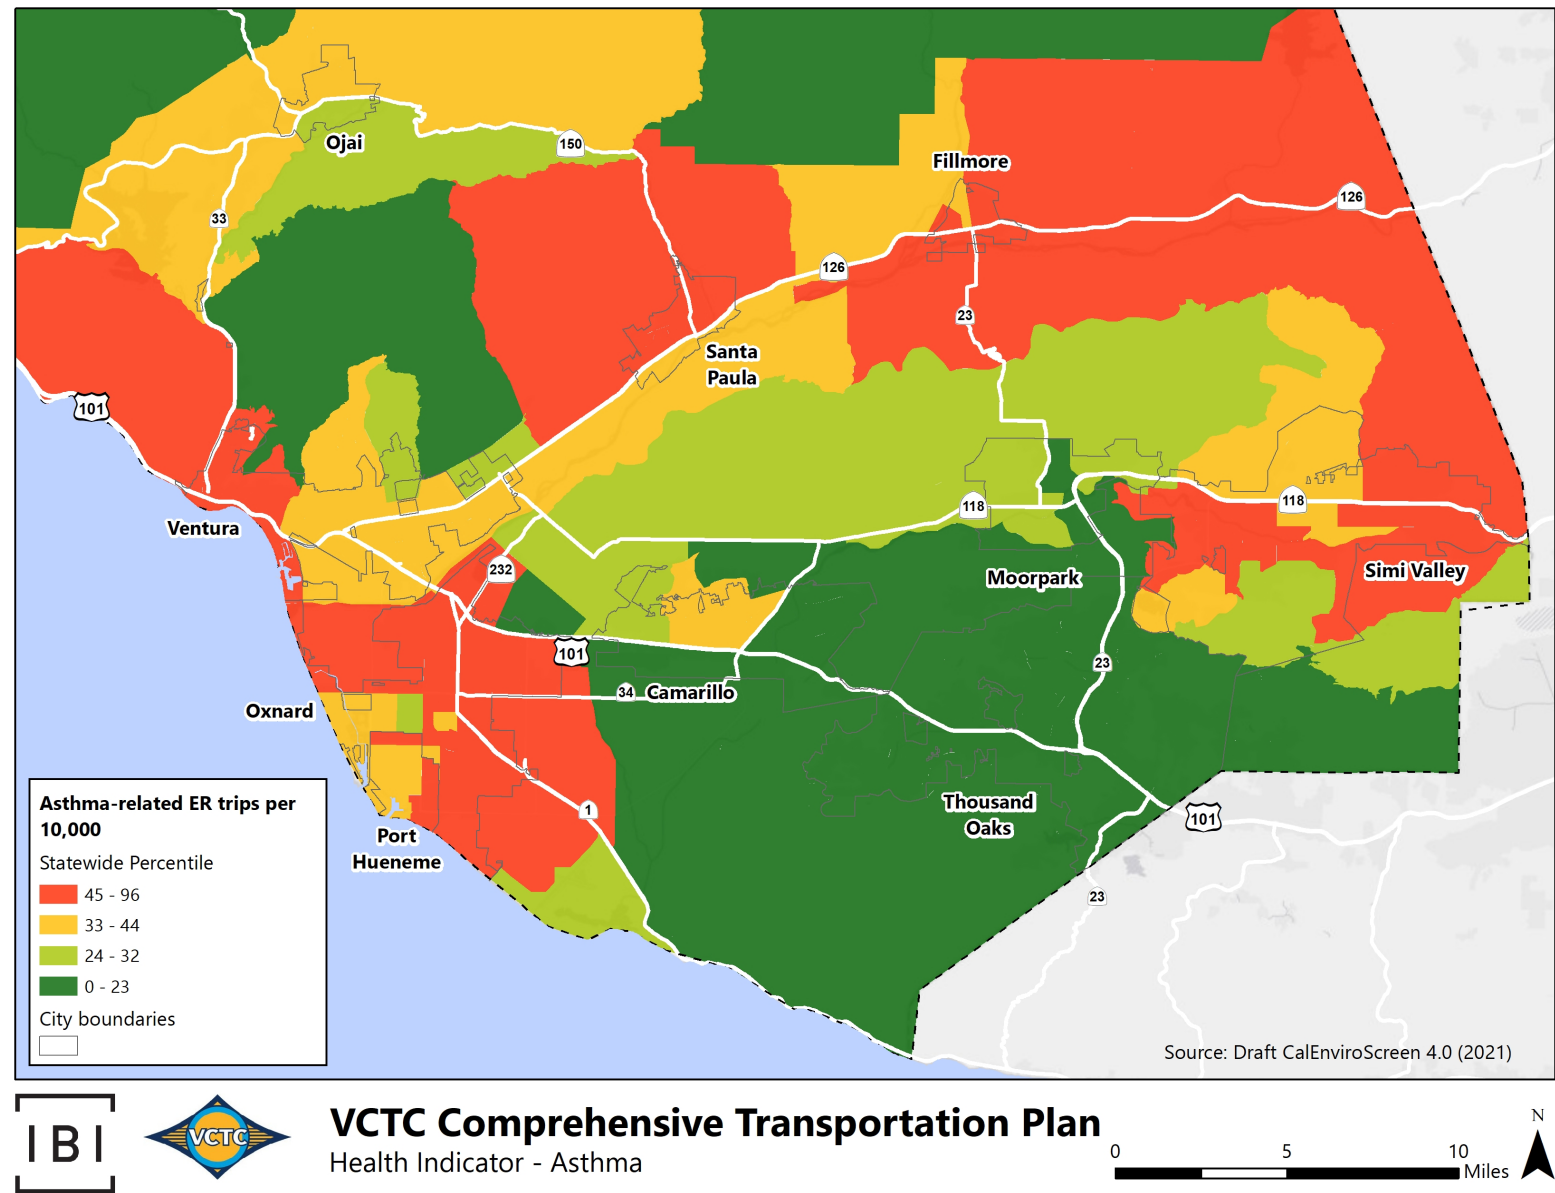 Ojai
150
Fillmore
33
126
126
23
Santa
Paula
101
118
118
Ventura
232
Moorpark
Simi Valley
101
23
34
Camarillo
Oxnard
1
Thousand
Oaks
101
Port
Hueneme
23
Asthma-related ER trips per
10,000
Statewide Percentile
45 - 96
33 - 44
24 - 32
0 - 23
City boundaries
Source: Draft CalEnviroScreen 4.0 (2021)
IBI
VCTC
VCTC Comprehensive Transportation Plan
Health Indicator - Asthma
0 5 10
Miles
N